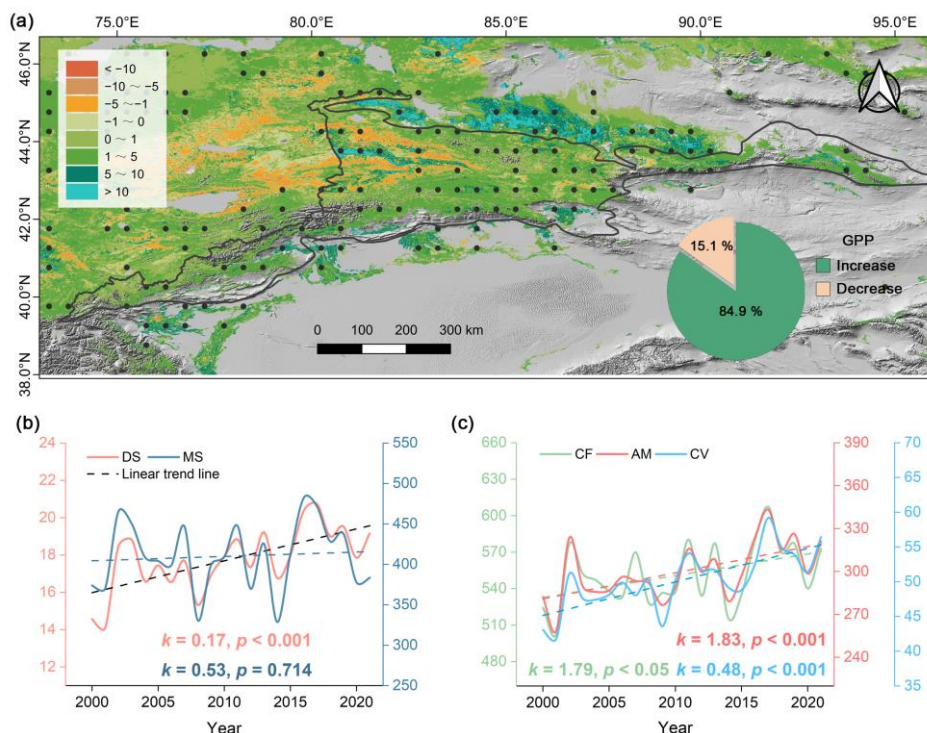 (a)
75.0°E 80.0°E 85.0°E 90.0°E 95.0°E
46.0°N
44.0°N
42.0°N
40.0°N
38.0°N
≤ −10
−10 ～ −5
−5 ～ −1
−1 ～ 0
0 ～ 1
1 ～ 5
5 ～ 10
> 10
GPP
Increase
Decrease
15.1 %
84.9 %
0 100 200 300 km
(b)
DS MS
Linear trend line
24
22
20
18
16
14
12
550
500
450
400
350
300
250
k = 0.17, p < 0.001
k = 0.53, p = 0.714
2000 2005 2010 2015 2020
Year
(c)
CF AM CV
660
630
600
570
540
510
480
390
360
330
300
270
240
70
65
60
55
50
45
40
35
k = 1.83, p < 0.001
k = 1.79, p < 0.05 k = 0.48, p < 0.001
2000 2005 2010 2015 2020
Year